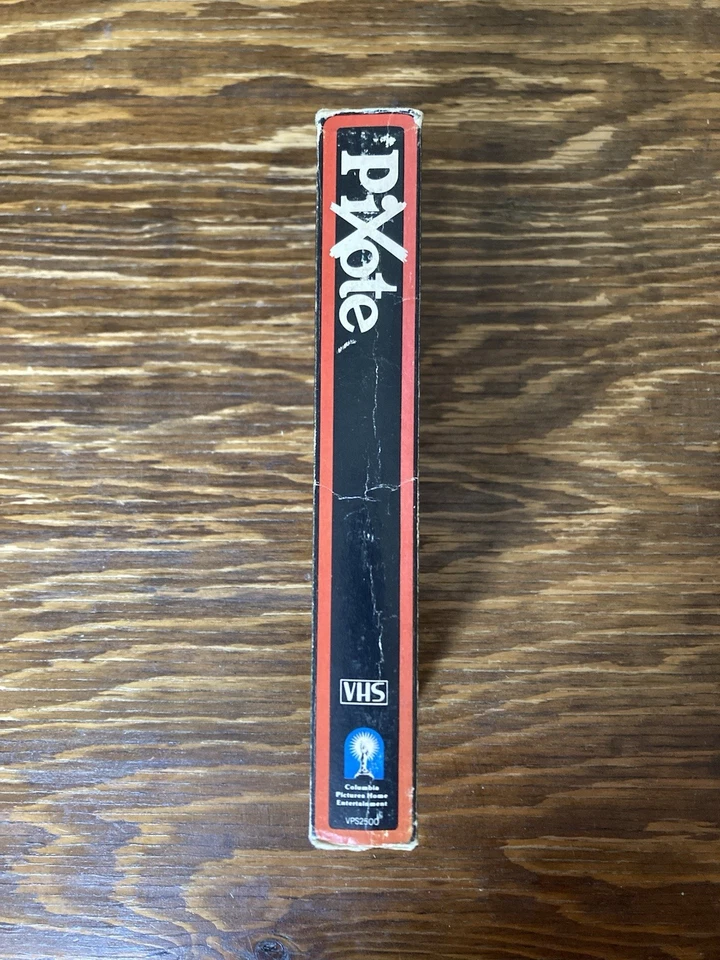 PiXote
VHS
Columbia
Pictures Home
Entertainment
VPS2500